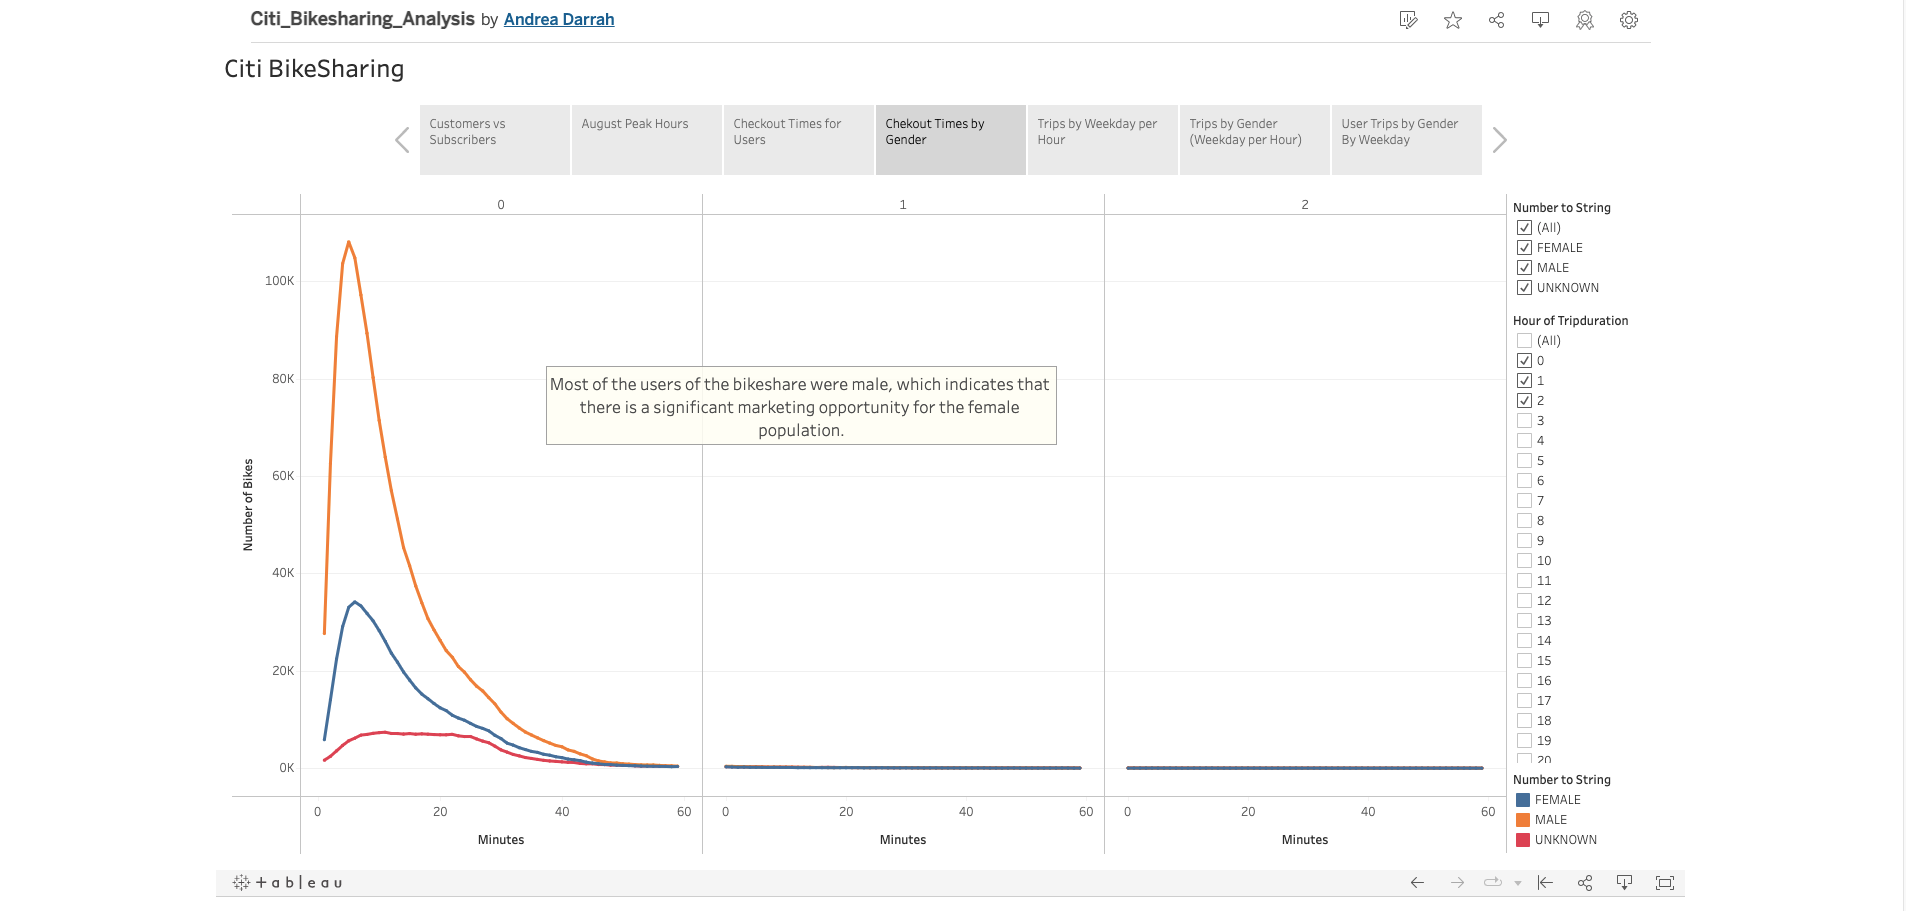 Citi_Bikesharing_Analysis by Andrea Darrah
Citi BikeSharing
Customers vs
Subscribers
August Peak Hours
Checkout Times for
Users
Chekout Times by
Gender
Trips by Weekday per
Hour
Trips by Gender
(Weekday per Hour)
User Trips by Gender
By Weekday
0
1
2
100K
80K
60K
40K
20K
0K
Number of Bikes
Most of the users of the bikeshare were male, which indicates that
there is a significant marketing opportunity for the female
population.
0 20 40 60
0 20 40 60
0 20 40 60
Minutes
Minutes
Minutes
Number to String
(All)
FEMALE
MALE
UNKNOWN
Hour of Tripduration
(All)
0
1
2
3
4
5
6
7
8
9
10
11
12
13
14
15
16
17
18
19
20
Number to String
FEMALE
MALE
UNKNOWN
+ableau